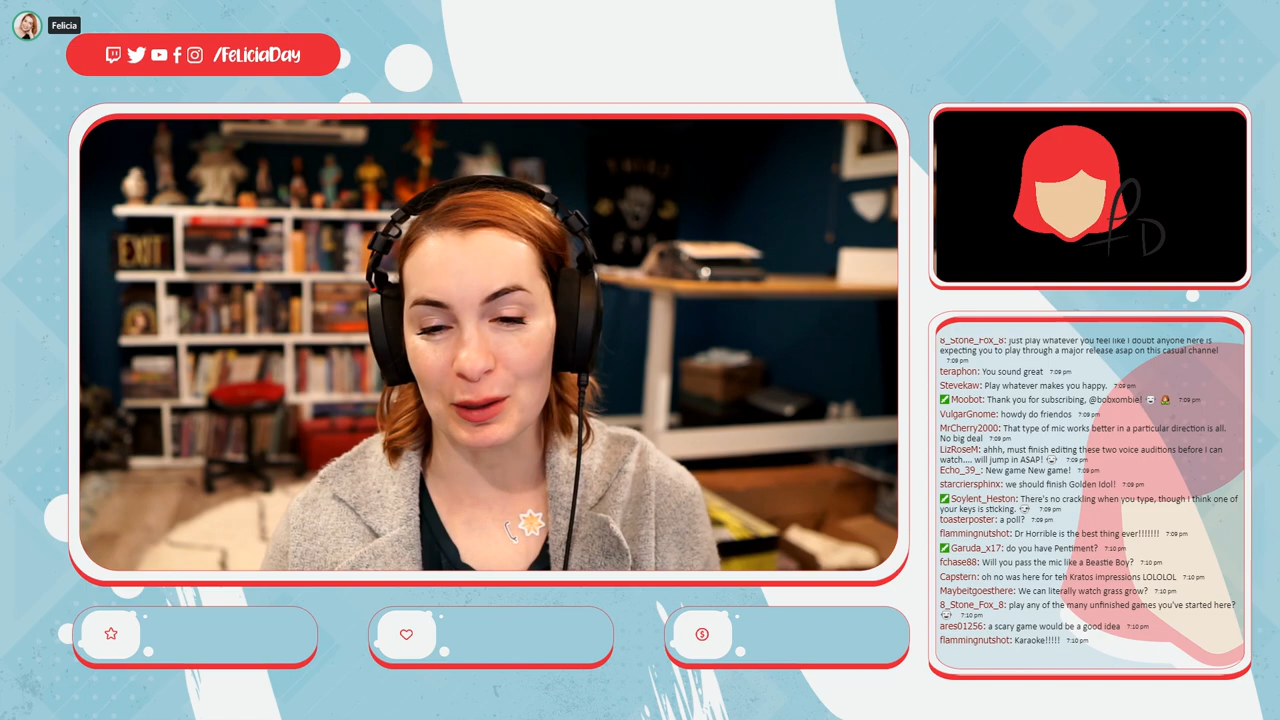 Felicia
/FeliciaDay
EXIT
FD
8_Stone_Fox_8: just play whatever you feel like I doubt anyone here is
expecting you to play through a major release asap on this casual channel
7:09 pm
teraphon: You sound great 7:09 pm
Stevekaw: Play whatever makes you happy. 7:09 pm
Moobot: Thank you for subscribing, @bobxombie! 7:09 pm
VulgarGnome: howdy do friends 7:09 pm
MrCherry2000: That type of mic works better in a particular direction is all.
No big deal 7:09 pm
LizRoseM: ahhh, must finish editing these two voice auditions before I can
watch.... will jump in ASAP! 7:09 pm
Echo_39_: New game New game! 7:09 pm
starcriersphinx: we should finish Golden Idol! 7:09 pm
Soylent_Heston: There's no crackling when you type, though I think one of
your keys is sticking. 7:09 pm
toasterposter: a poll? 7:09 pm
flammingnutshot: Dr Horrible is the best thing ever!!!!!!! 7:09 pm
Garuda_x17: do you have Pentiment? 7:10 pm
fchase88: Will you pass the mic like a Beastie Boy? 7:10 pm
Capstern: oh no was here for teh Kratos impressions LOLOLOL 7:10 pm
Maybeitgoesthere: We can literally watch grass grow? 7:10 pm
8_Stone_Fox_8: play any of the many unfinished games you've started here?
7:10 pm
ares01256: a scary game would be a good idea 7:10 pm
flammingnutshot: Karaoke!!!!! 7:10 pm